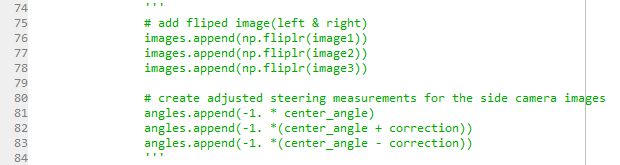 74 '''
75 # add fliped image(left & right)
76 images.append(np.fliplr(image1))
77 images.append(np.fliplr(image2))
78 images.append(np.fliplr(image3))
79
80 # create adjusted steering measurements for the side camera images
81 angles.append(-1. * center_angle)
82 angles.append(-1. *(center_angle + correction))
83 angles.append(-1. *(center_angle - correction))
84 '''